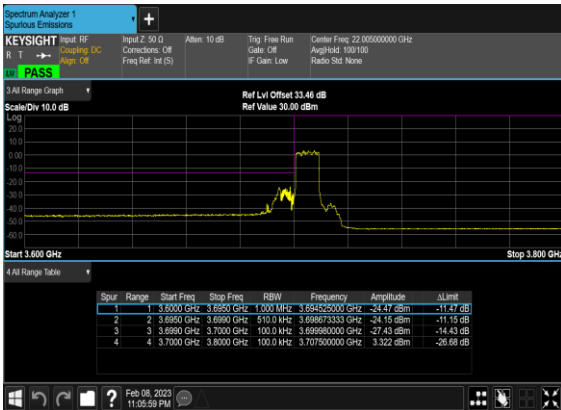 Spectrum Analyzer 1
Spurious Emissions
+
KEYSIGHT Input: RF Input Z: 50 Ω Atten: 10 dB Trig: Free Run Center Freq: 22.005000000 GHz
R T Coupling: DC Corrections: Off Gate: Off Avg|Hold: 100/100
Align: Off Freq Ref: Int (S) IF Gain: Low Radio Std: None
PASS
3 All Range Graph
Ref Lvl Offset 33.46 dB
Scale/Div 10.0 dB Ref Value 30.00 dBm
Log
20.0
10.0
0.00
-10.0
-20.0
-30.0
-40.0
-50.0
-60.0
Start 3.600 GHz Stop 3.800 GHz
4 All Range Table
Spur Range Start Freq Stop Freq RBW Frequency Amplitude ΔLimit
1 1 3.6000 GHz 3.6950 GHz 1.000 MHz 3.694525000 GHz -24.47 dBm -11.47 dB
2 2 3.6950 GHz 3.6990 GHz 510.0 kHz 3.698673333 GHz -24.15 dBm -11.15 dB
3 3 3.6990 GHz 3.7000 GHz 100.0 kHz 3.699980000 GHz -27.43 dBm -14.43 dB
4 4 3.7000 GHz 3.8000 GHz 100.0 kHz 3.707500000 GHz 3.322 dBm -26.68 dB
? Feb 08, 2023
11:05:59 PM